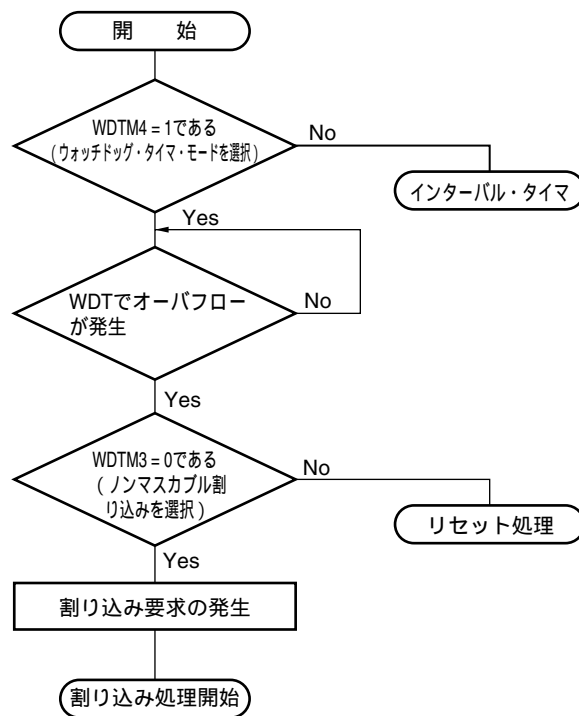 開　　始
WDTM4 = 1である
（ウォッチドッグ・タイマ・モードを選択）
No
インターバル・タイマ
Yes
WDTでオーバフロー
が発生
No
Yes
WDTM3 = 0である
（ノンマスカブル割
り込みを選択）
No
リセット処理
Yes
割り込み要求の発生
割り込み処理開始